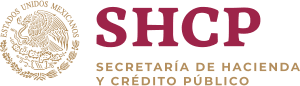 ESTADOS UNIDOS MEXICANOS
SHCP
SECRETARÍA DE HACIENDA
Y CRÉDITO PÚBLICO